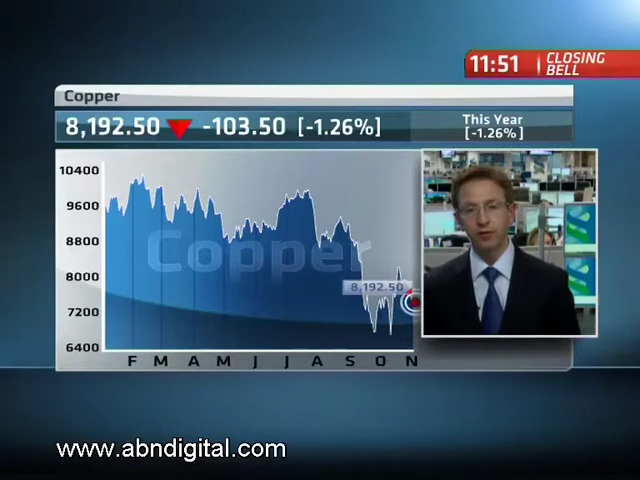 11:51
CLOSING
BELL
Copper
8,192.50 -103.50 [-1.26%]
This Year
[-1.26%]
10400
9600
8800
8000
7200
6400
Copper
8,192.50
F M A M J J A S O N
www.abndigital.com